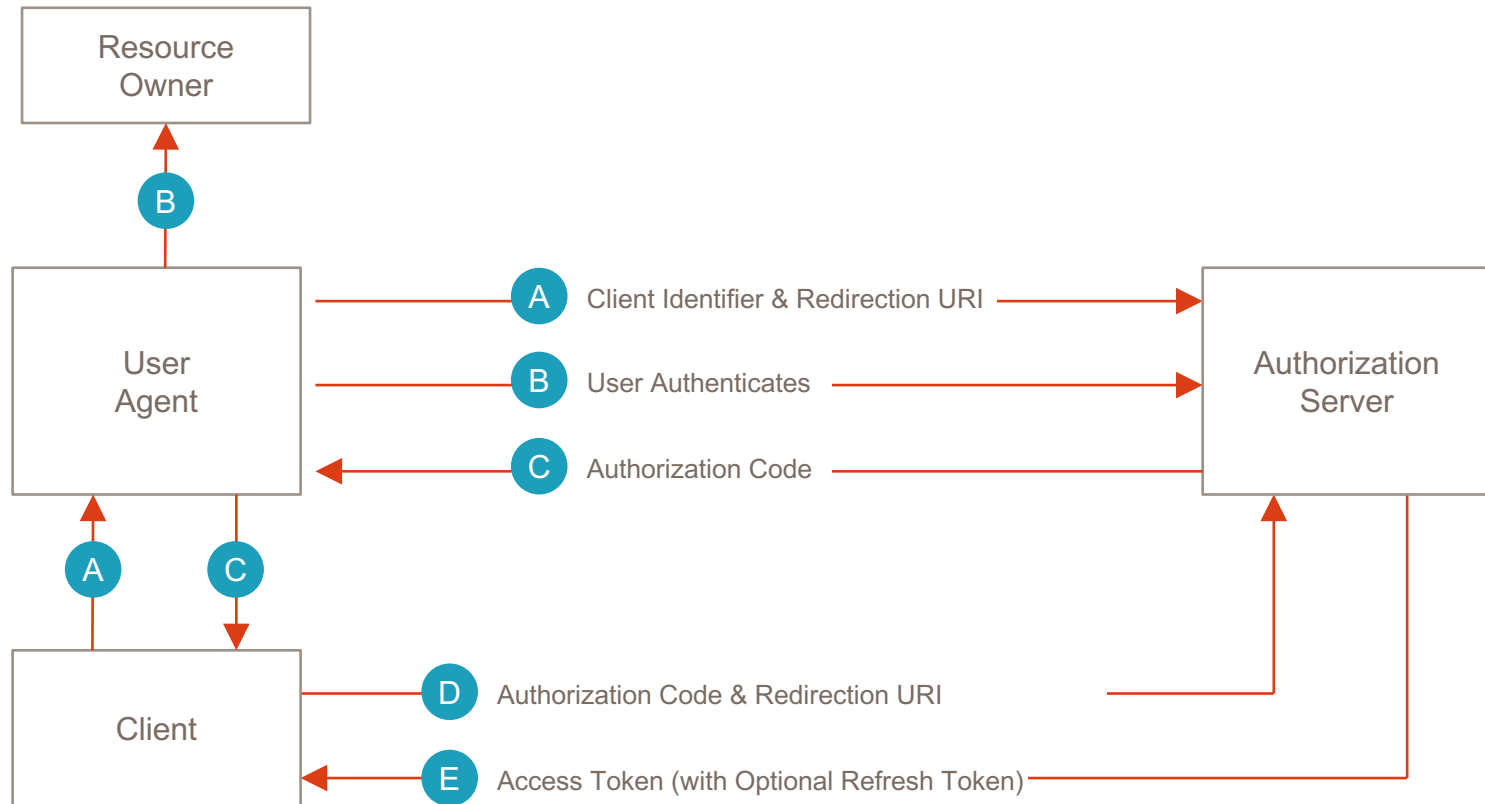 Resource
Owner
B
User
Agent
A Client Identifier & Redirection URI
B User Authenticates
C Authorization Code
Authorization
Server
A
C
Client
D Authorization Code & Redirection URI
E Access Token (with Optional Refresh Token)